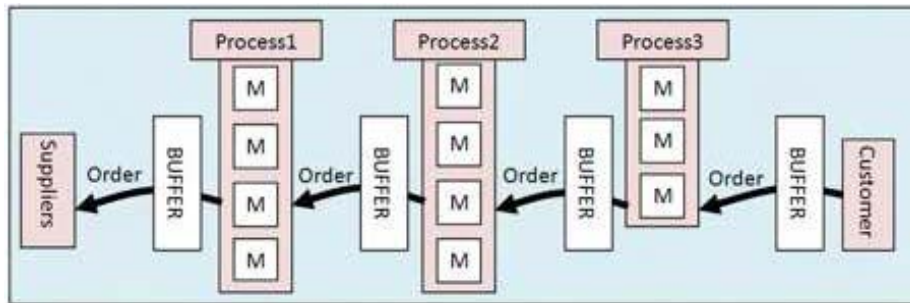 Process1
Process2
Process3
M
M
M
M
M
M
M
M
M
M
M
Suppliers
Order
BUFFER
Order
BUFFER
Order
BUFFER
Order
BUFFER
Customer